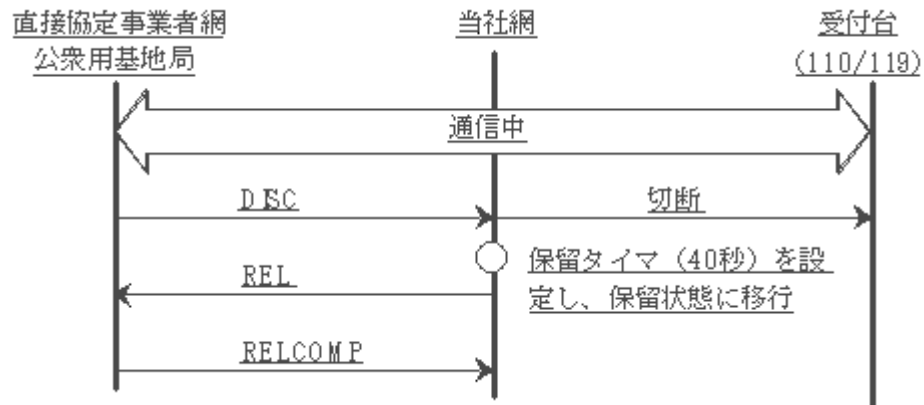 直接協定事業者網
公衆用基地局
当社網
受付台
(110/119)
通信中
DISC
切断
保留タイマ（40秒）を設
定し、保留状態に移行
REL
RELCOMP